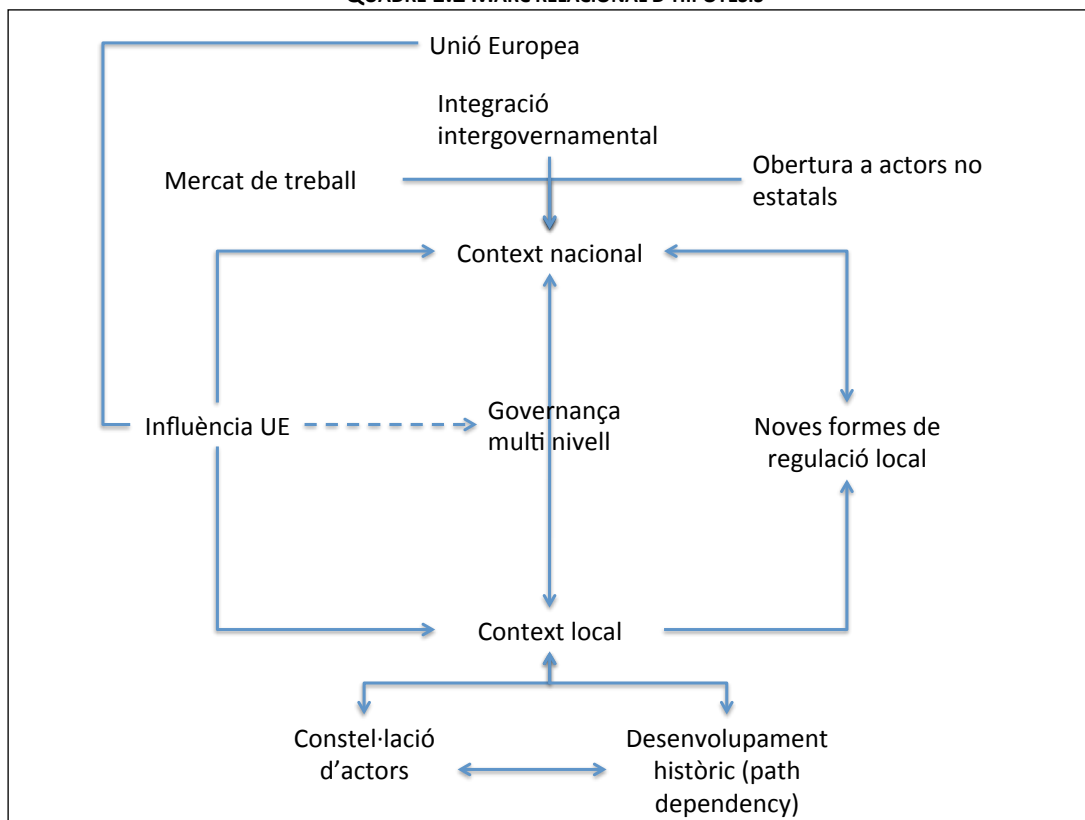 Unió Europea
Integració
intergovernamental
Mercat de treball
Obertura a actors no
estatals
Context nacional
Influència UE
Governança
multi nivell
Noves formes de
regulació local
Context local
Constel·lació
d’actors
Desenvolupament
històric (path
dependency)